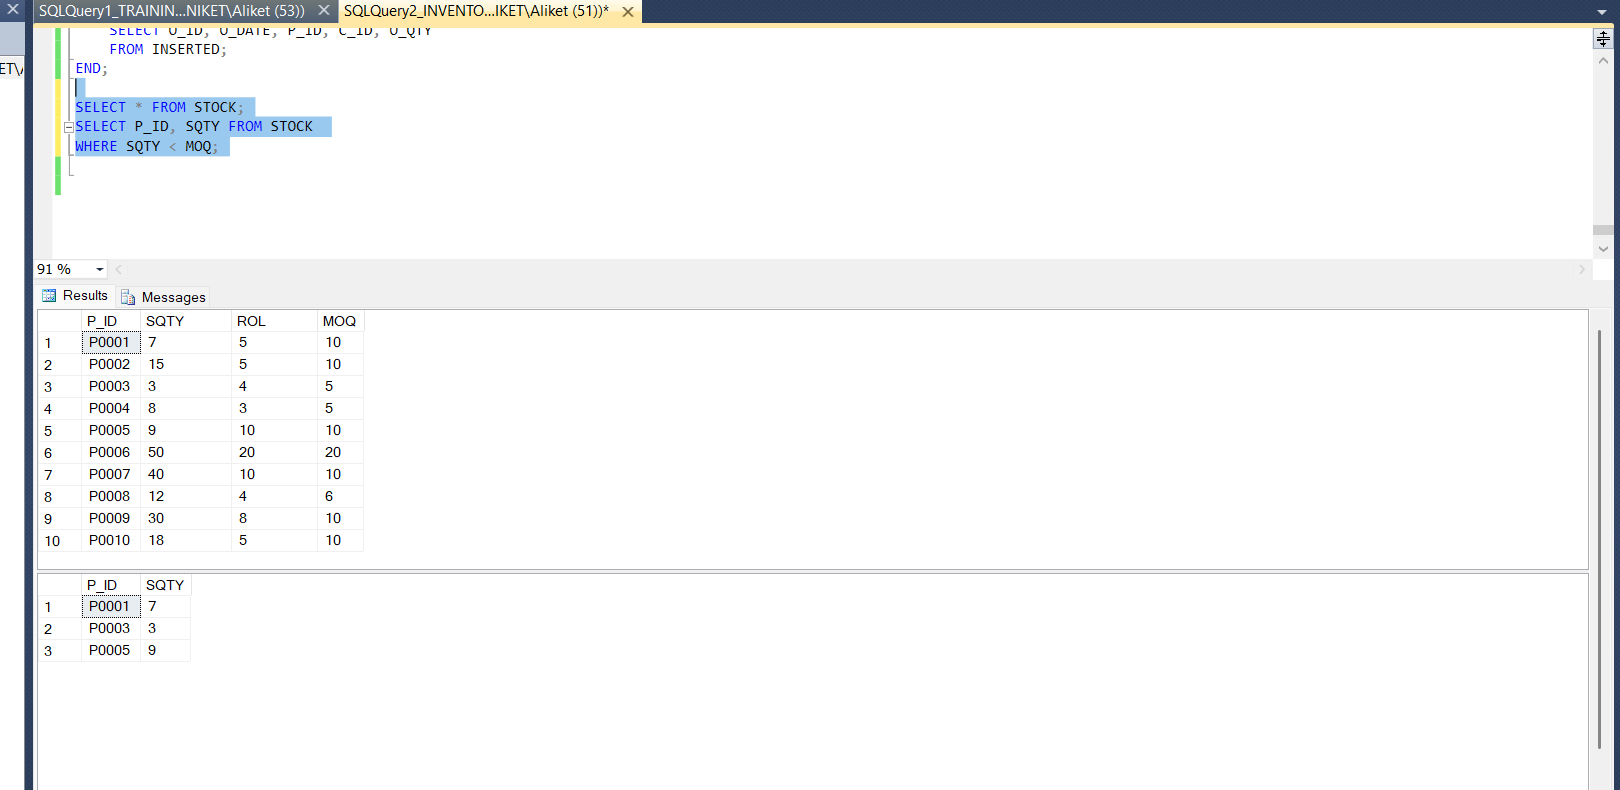 SQLQuery1_TRAININ...NIKET\Aliket (53)) SQLQuery2_INVENTO...IKET\Aliket (51))*
SELECT O_ID, O_DATE, P_ID, C_ID, O_QTY
ET\A
FROM INSERTED;
END;
SELECT * FROM STOCK;
SELECT P_ID, SQTY FROM STOCK
WHERE SQTY < MOQ;
91 %
Results Messages
P_ID SQTY ROL MOQ
1 P0001 7 5 10
2 P0002 15 5 10
3 P0003 3 4 5
4 P0004 8 3 5
5 P0005 9 10 10
6 P0006 50 20 20
7 P0007 40 10 10
8 P0008 12 4 6
9 P0009 30 8 10
10 P0010 18 5 10
P_ID SQTY
1 P0001 7
2 P0003 3
3 P0005 9